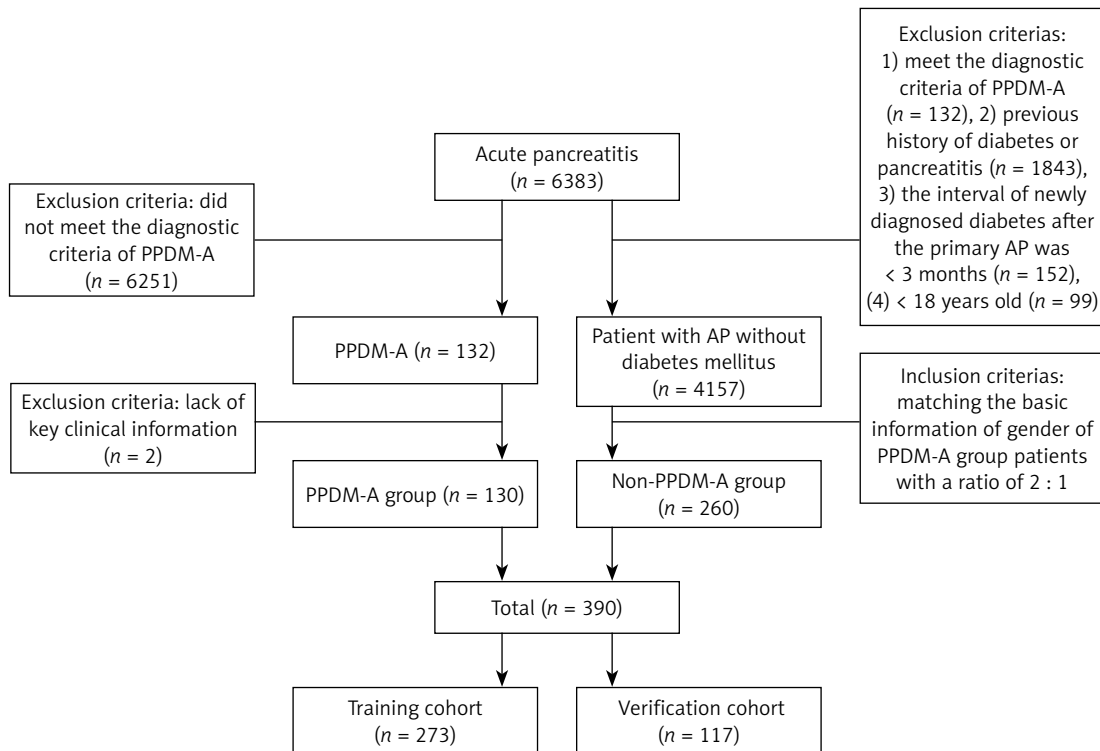 Acute pancreatitis
(n = 6383)
Exclusion criterias:
1) meet the diagnostic
criteria of PPDM-A
(n = 132), 2) previous
history of diabetes or
pancreatitis (n = 1843),
3) the interval of newly
diagnosed diabetes after
the primary AP was
< 3 months (n = 152),
(4) < 18 years old (n = 99)
Exclusion criteria: did
not meet the diagnostic
criteria of PPDM-A
(n = 6251)
PPDM-A (n = 132)
Patient with AP without
diabetes mellitus
(n = 4157)
Exclusion criteria: lack of
key clinical information
(n = 2)
Inclusion criterias:
matching the basic
information of gender of
PPDM-A group patients
with a ratio of 2 : 1
PPDM-A group (n = 130)
Non-PPDM-A group
(n = 260)
Total (n = 390)
Training cohort
(n = 273)
Verification cohort
(n = 117)